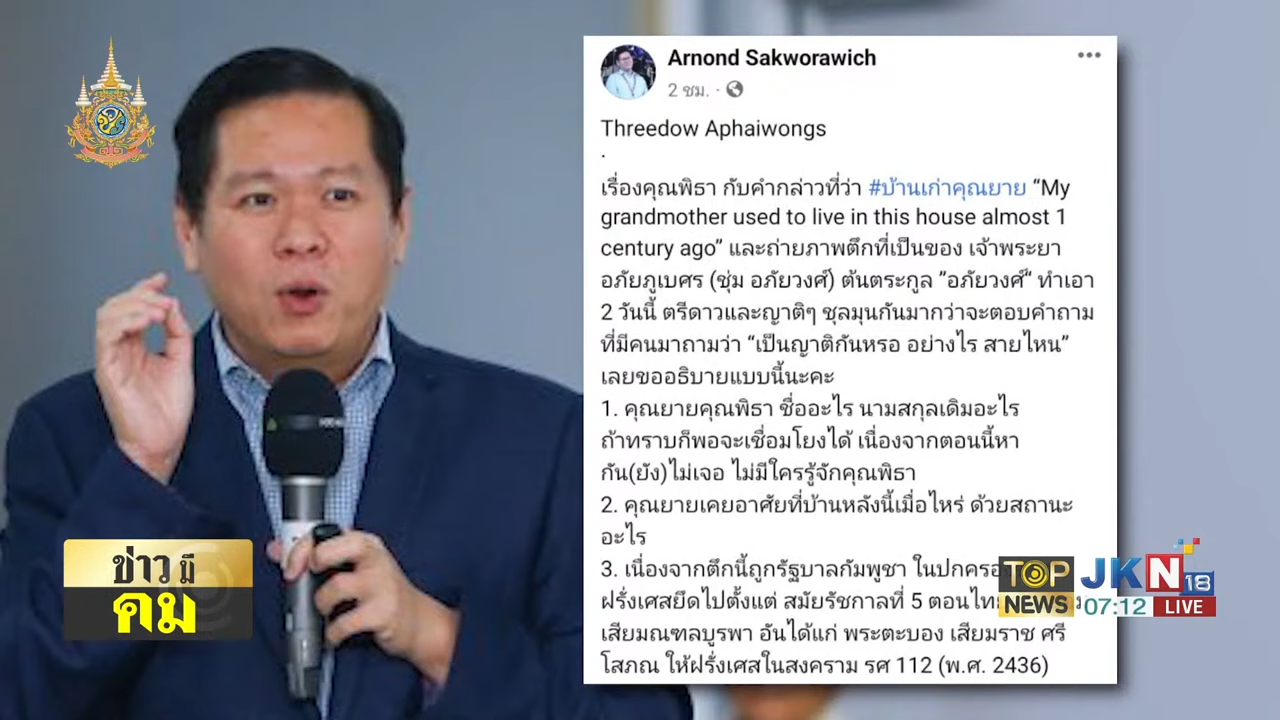 Arnond Sakworawich
2 ชม.
Threedow Aphaiwongs
.
เรื่องคุณพิธา กับคำกล่าวที่ว่า #บ้านเก่าคุณยาย “My
grandmother used to live in this house almost 1
century ago” และถ่ายภาพตึกที่เป็นของ เจ้าพระยา
อภัยภูเบศร (ชุ่ม อภัยวงศ์) ต้นตระกูล ”อภัยวงศ์“ ทำเอา
2 วันนี้ ตรีดาวและญาติๆ ชุลมุนกันมากว่าจะตอบคำถาม
ที่มีคนมาถามว่า “เป็นญาติกันหรอ อย่างไร สายไหน”
เลยขออธิบายแบบนี้นะคะ
1. คุณยายคุณพิธา ชื่ออะไร นามสกุลเดิมอะไร
ถ้าทราบก็พอจะเชื่อมโยงได้ เนื่องจากตอนนี้หา
กัน(ยัง)ไม่เจอ ไม่มีใครรู้จักคุณพิธา
2. คุณยายเคยอาศัยที่บ้านหลังนี้เมื่อไหร่ ด้วยสถานะ
อะไร
3. เนื่องจากตึกนี้ถูกรัฐบาลกัมพูชา ในปกครอง
ฝรั่งเศสยึดไปตั้งแต่ สมัยรัชกาลที่ 5 ตอนไทย
เสียมณฑลบูรพา อันได้แก่ พระตะบอง เสียมราช ศรี
โสภณ ให้ฝรั่งเศสในสงคราม รศ 112 (พ.ศ. 2436)
ข่าวมี
คม
TOP
NEWS
JKN
18
07:12
LIVE